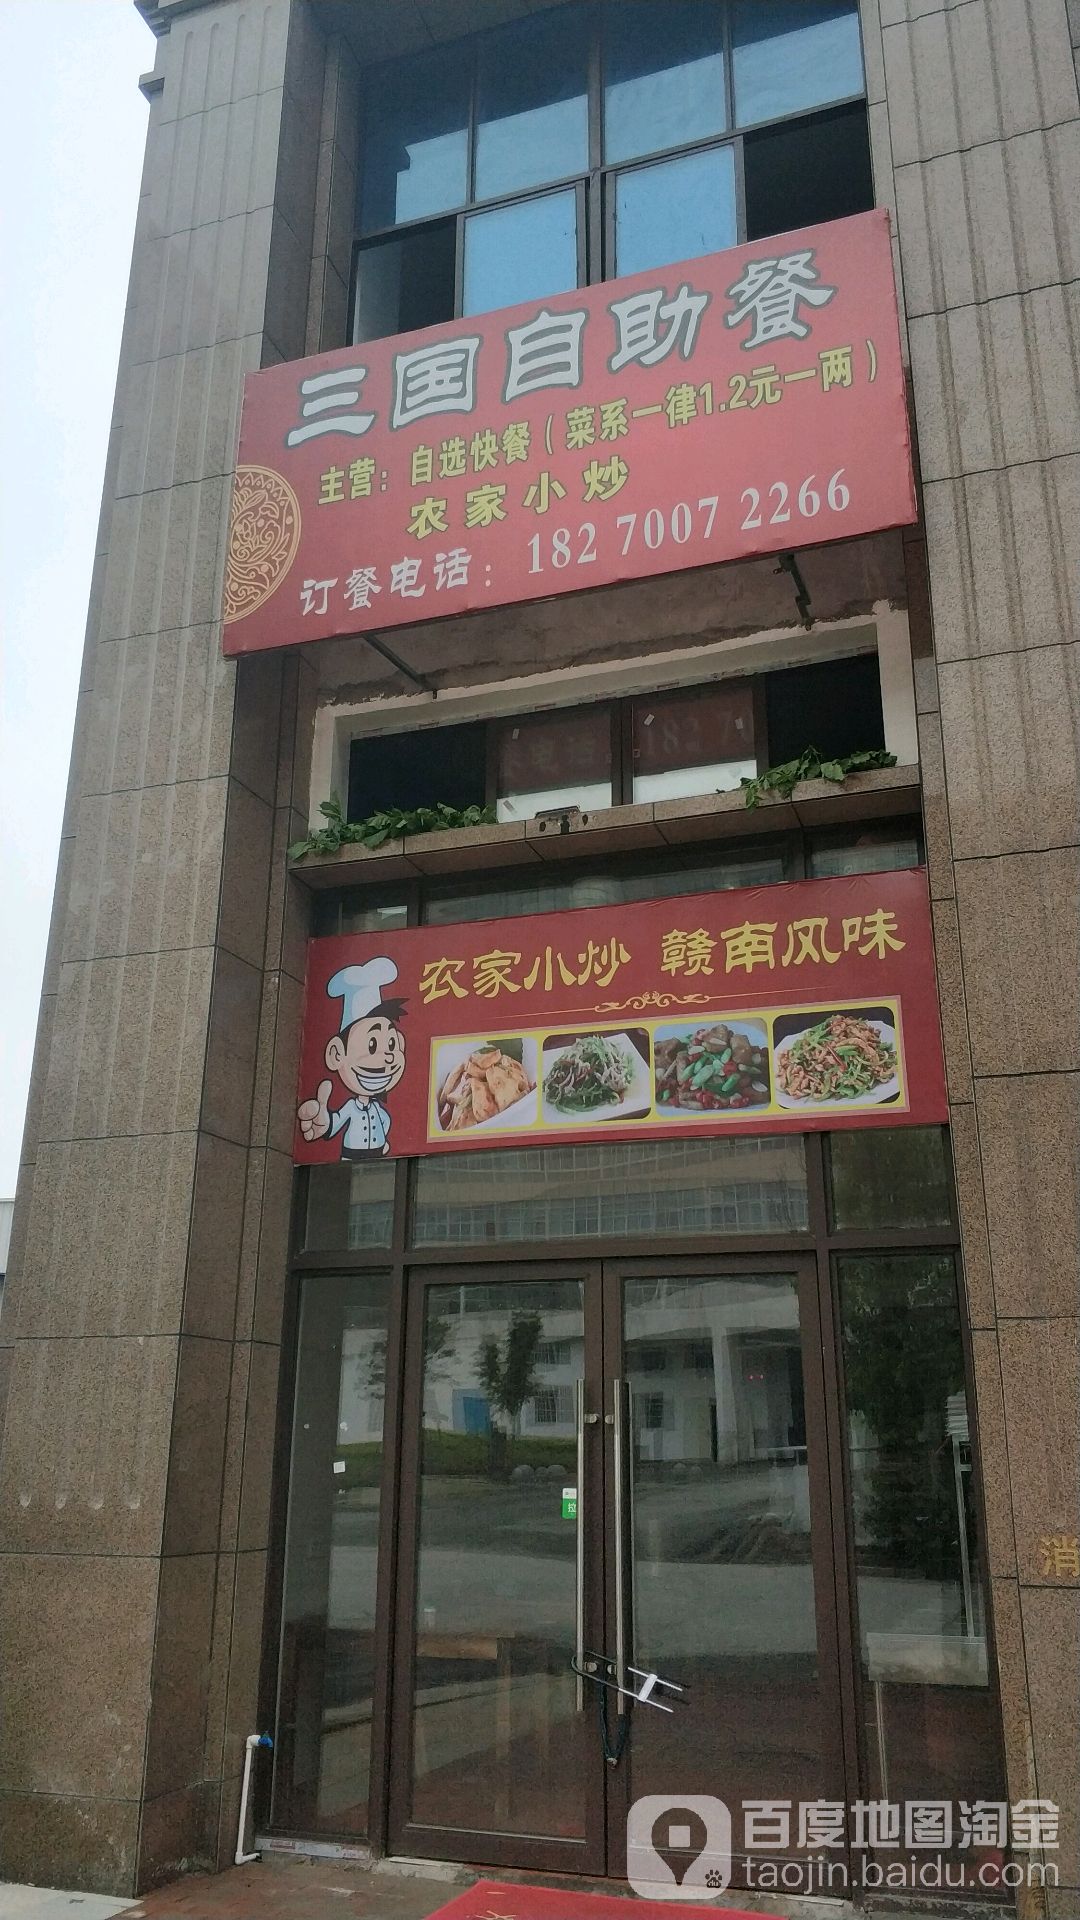 三国自助餐
主营：自选快餐（菜系一律1.2元一两）
农家小炒
订餐电话：182 7007 2266
农家小炒 赣南风味
拉
消
百度地图淘金
taojin.baidu.com